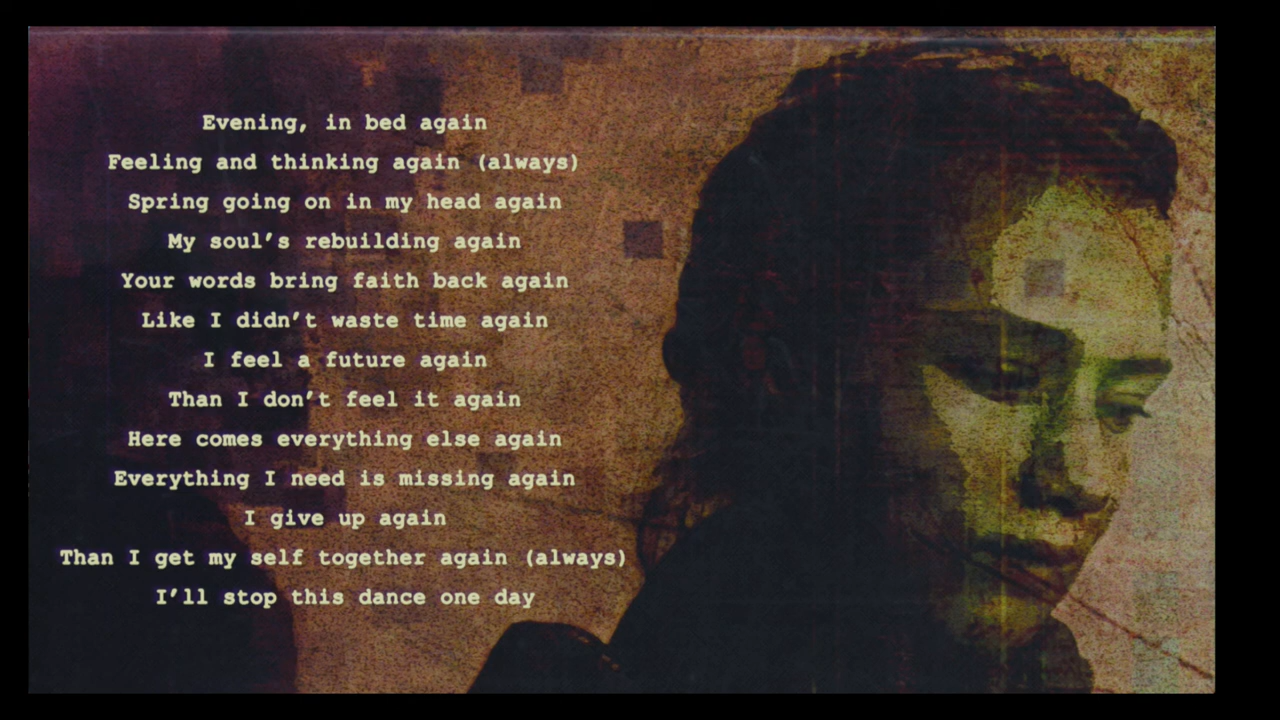 Evening, in bed again
Feeling and thinking again (always)
Spring going on in my head again
My soul’s rebuilding again
Your words bring faith back again
Like I didn’t waste time again
I feel a future again
Than I don’t feel it again
Here comes everything else again
Everything I need is missing again
I give up again
Than I get my self together again (always)
I’ll stop this dance one day